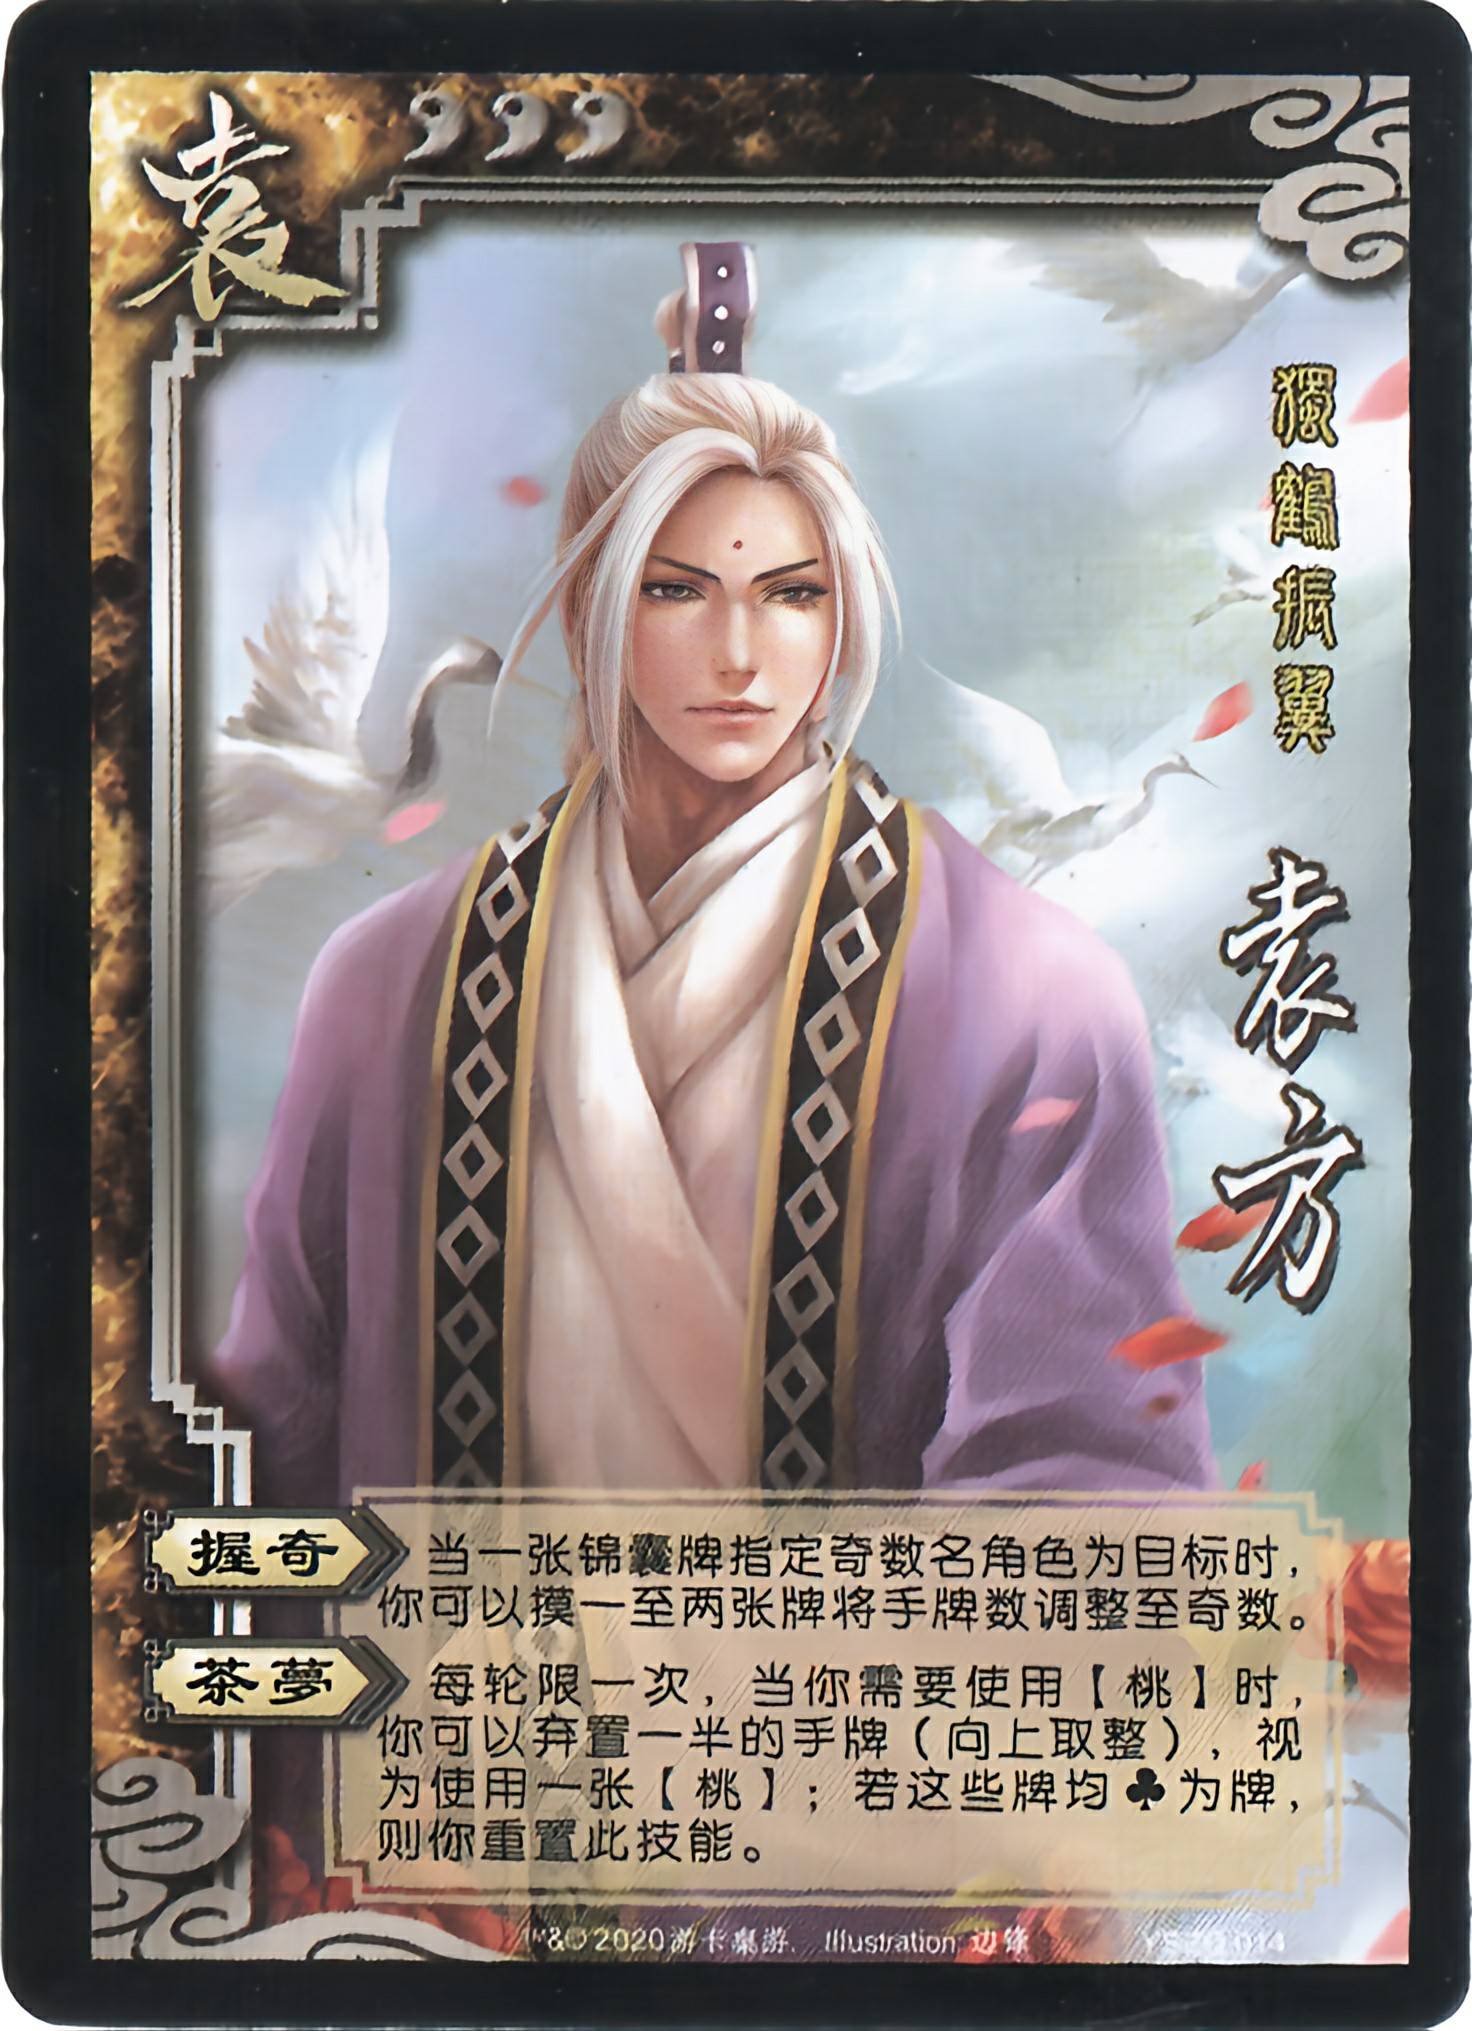 袁
獨鶴振翼
袁方
握奇
当一张锦囊牌指定奇数名角色为目标时，
你可以摸一至两张牌将手牌数调整至奇数。
茶夢
每轮限一次，当你需要使用【桃】时，
你可以弃置一半的手牌（向上取整），视
为使用一张【桃】；若这些牌均♣为牌，
则你重置此技能。
™&©2020游卡桌游. Illustration 边锋